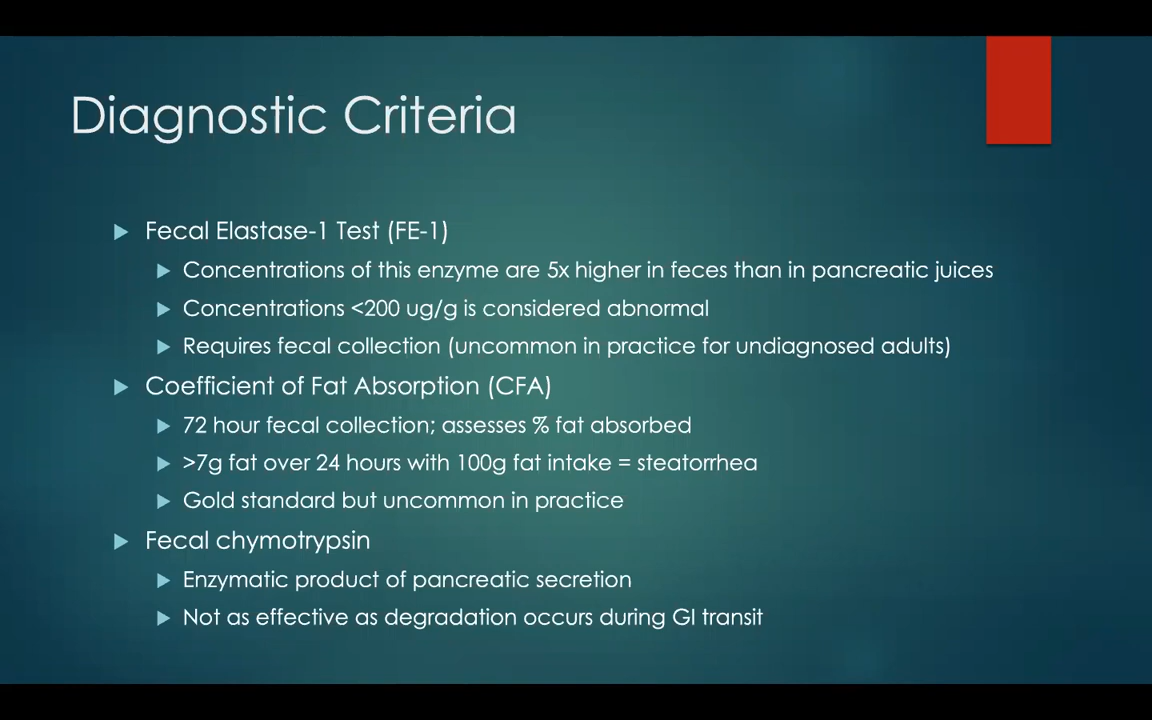 Diagnostic Criteria
Fecal Elastase-1 Test (FE-1)
Concentrations of this enzyme are 5x higher in feces than in pancreatic juices
Concentrations <200 ug/g is considered abnormal
Requires fecal collection (uncommon in practice for undiagnosed adults)
Coefficient of Fat Absorption (CFA)
72 hour fecal collection; assesses % fat absorbed
>7g fat over 24 hours with 100g fat intake = steatorrhea
Gold standard but uncommon in practice
Fecal chymotrypsin
Enzymatic product of pancreatic secretion
Not as effective as degradation occurs during GI transit